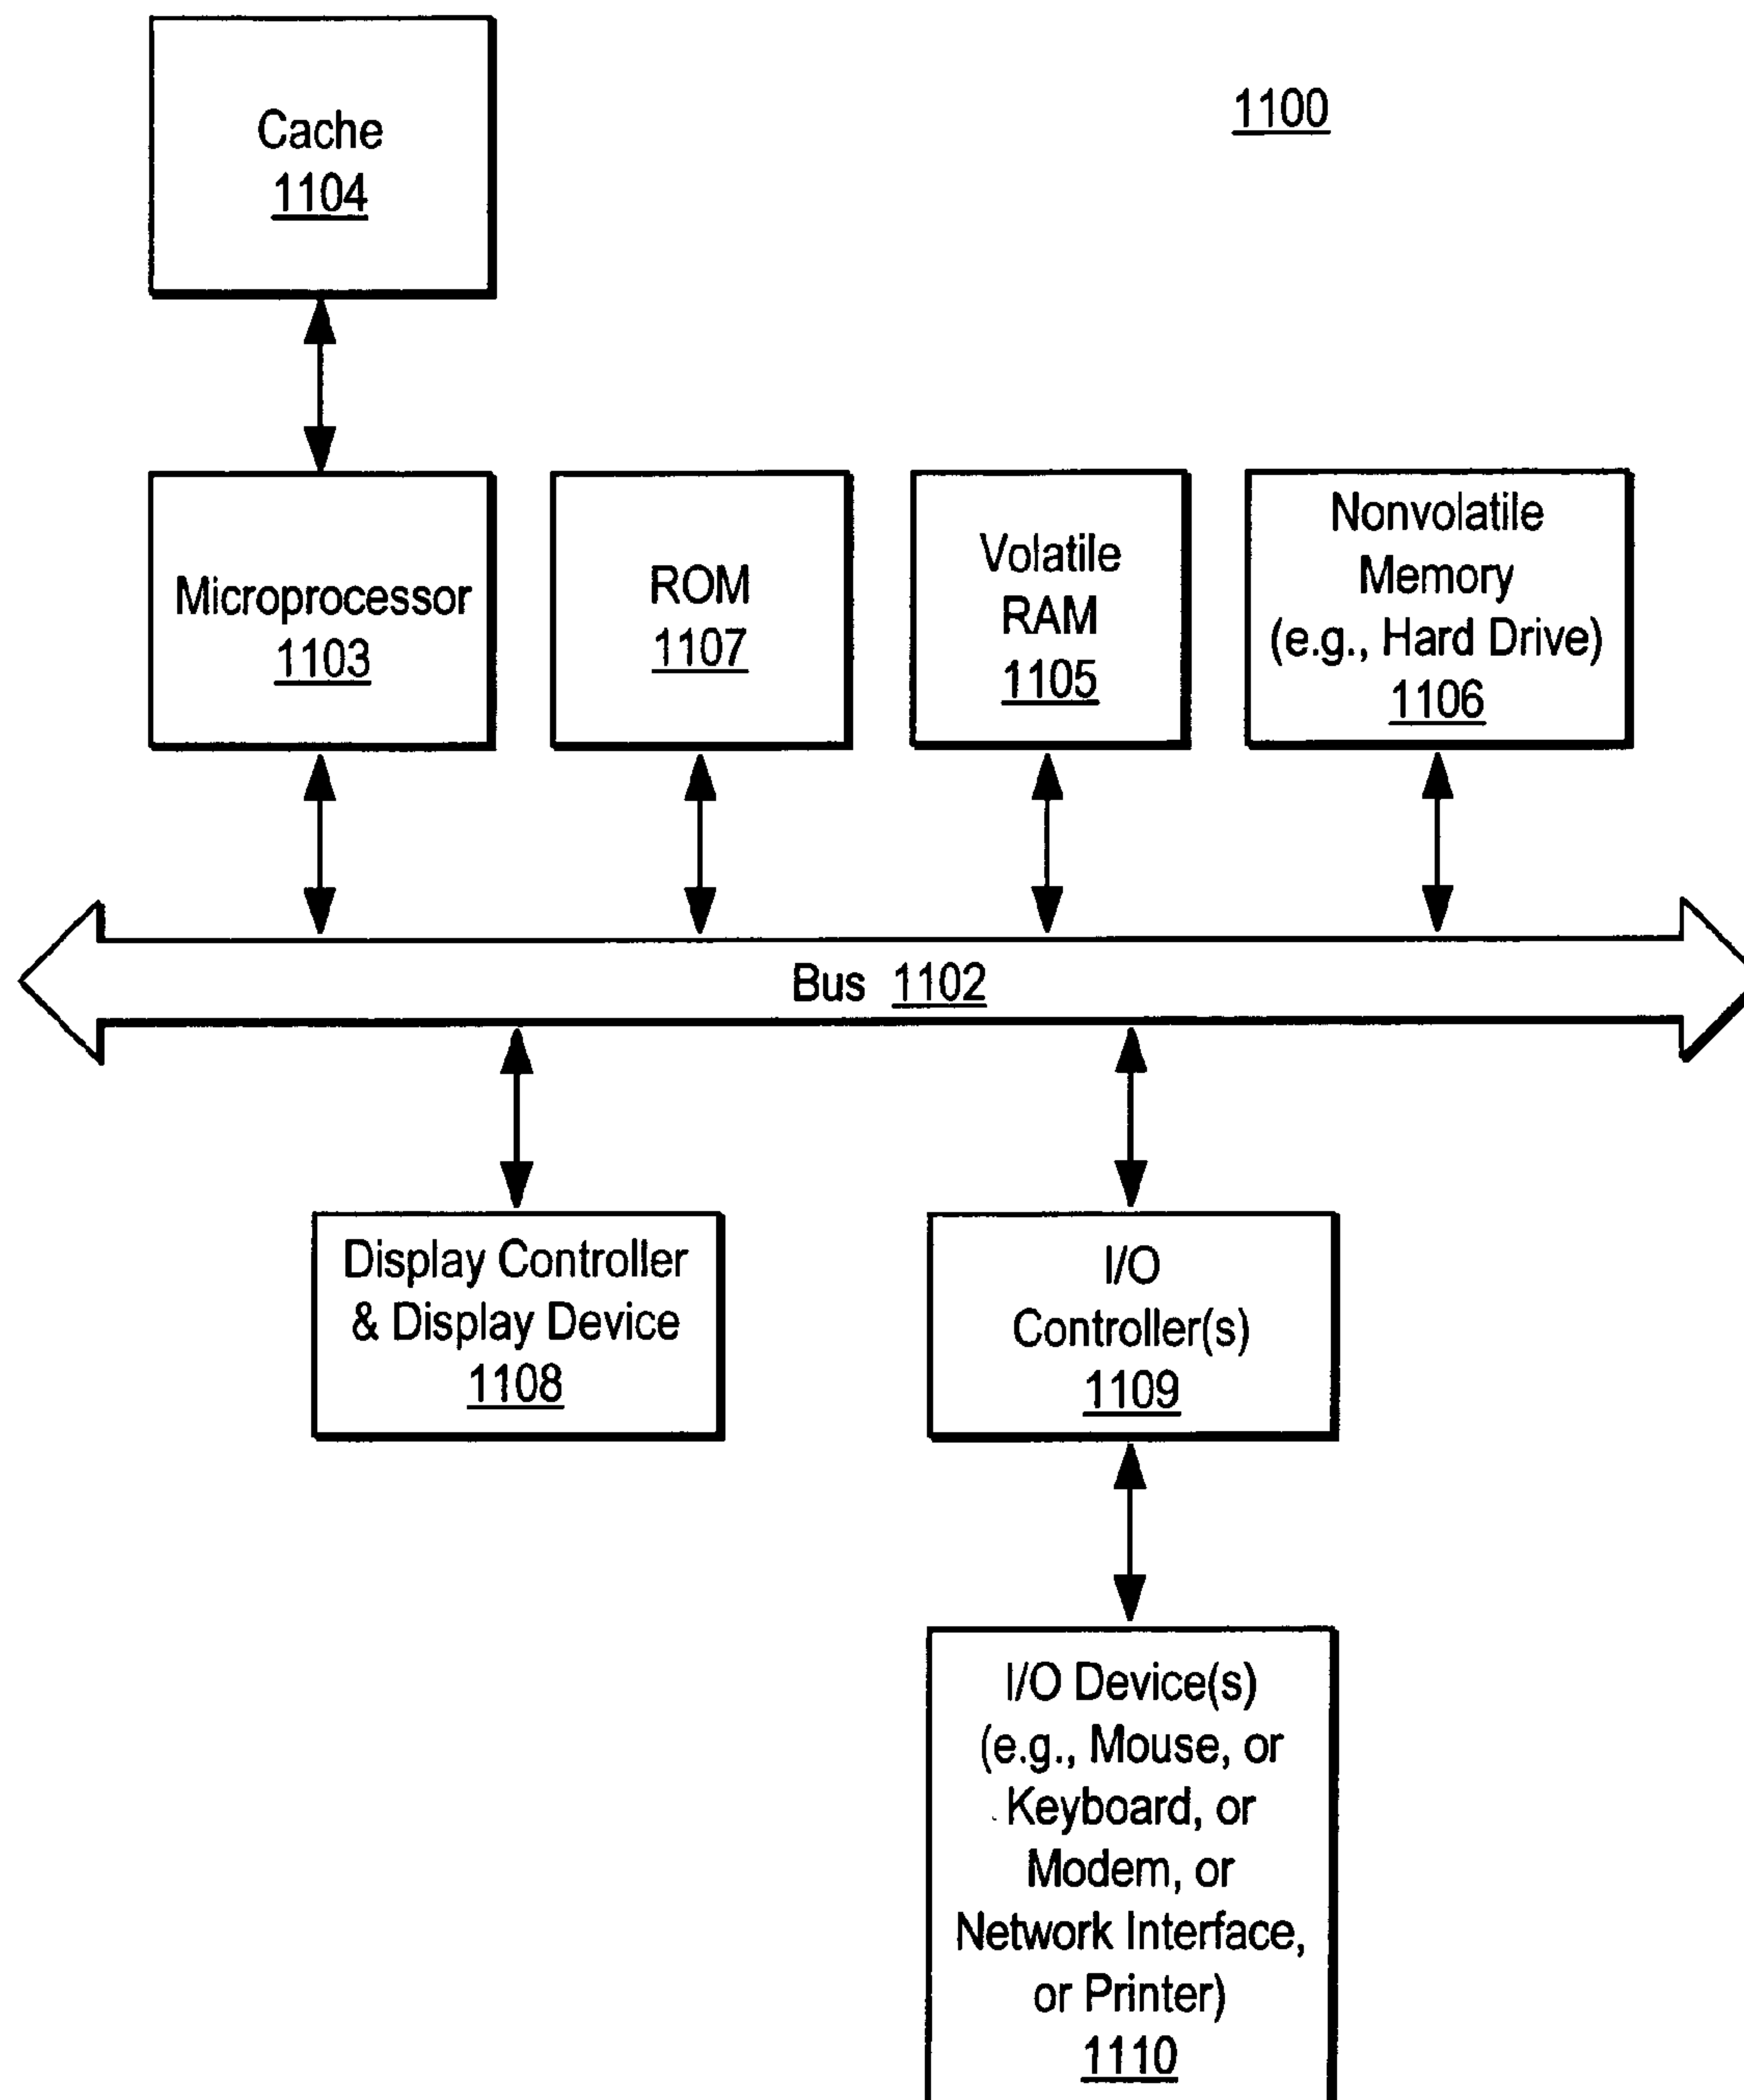 Cache
1104
1100
Microprocessor
1103
ROM
1107
Volatile
RAM
1105
Nonvolatile
Memory
(e.g., Hard Drive)
1106
Bus 1102
Display Controller
& Display Device
1108
I/O
Controller(s)
1109
I/O Device(s)
(e.g., Mouse, or
Keyboard, or
Modem, or
Network Interface,
or Printer)
1110